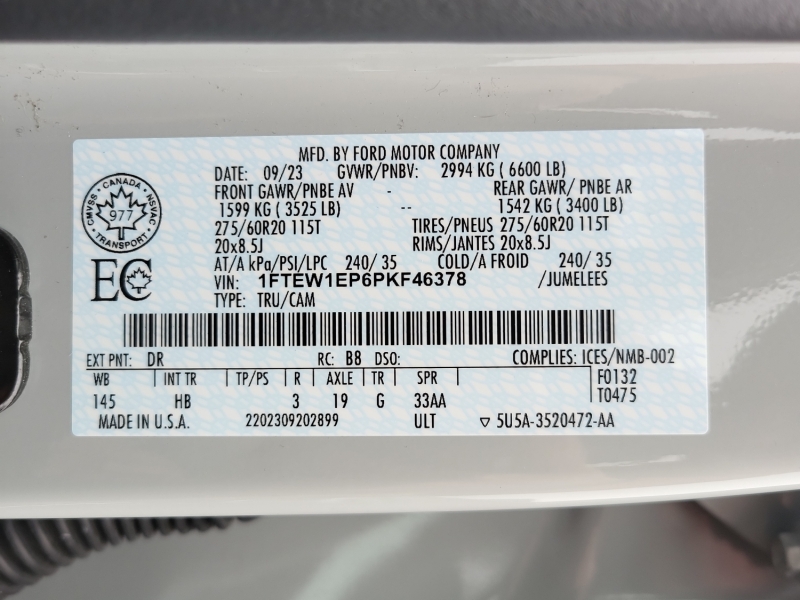 MFD. BY FORD MOTOR COMPANY
DATE: 09/23 GVWR/PNBV: 2994 KG ( 6600 LB)
FRONT GAWR/PNBE AV - REAR GAWR/ PNBE AR
1599 KG ( 3525 LB) -- 1542 KG ( 3400 LB)
275/60R20 115T TIRES/PNEUS 275/60R20 115T
20x8.5J RIMS/JANTES 20x8.5J
AT/A kPa/PSI/LPC 240/ 35 COLD/A FROID 240/ 35
VIN: 1FTEW1EP6PKF46378 /JUMELEES
TYPE: TRU/CAM
CANADA
CMVSS NSVAC
977
TRANSPORT
EC
EXT PNT: DR RC: B8 DSO: COMPLIES: ICES/NMB-002
WB INT TR TP/PS R AXLE TR SPR F0132
145 HB 3 19 G 33AA T0475
MADE IN U.S.A. 2202309202899 ULT ▽ 5U5A-3520472-AA